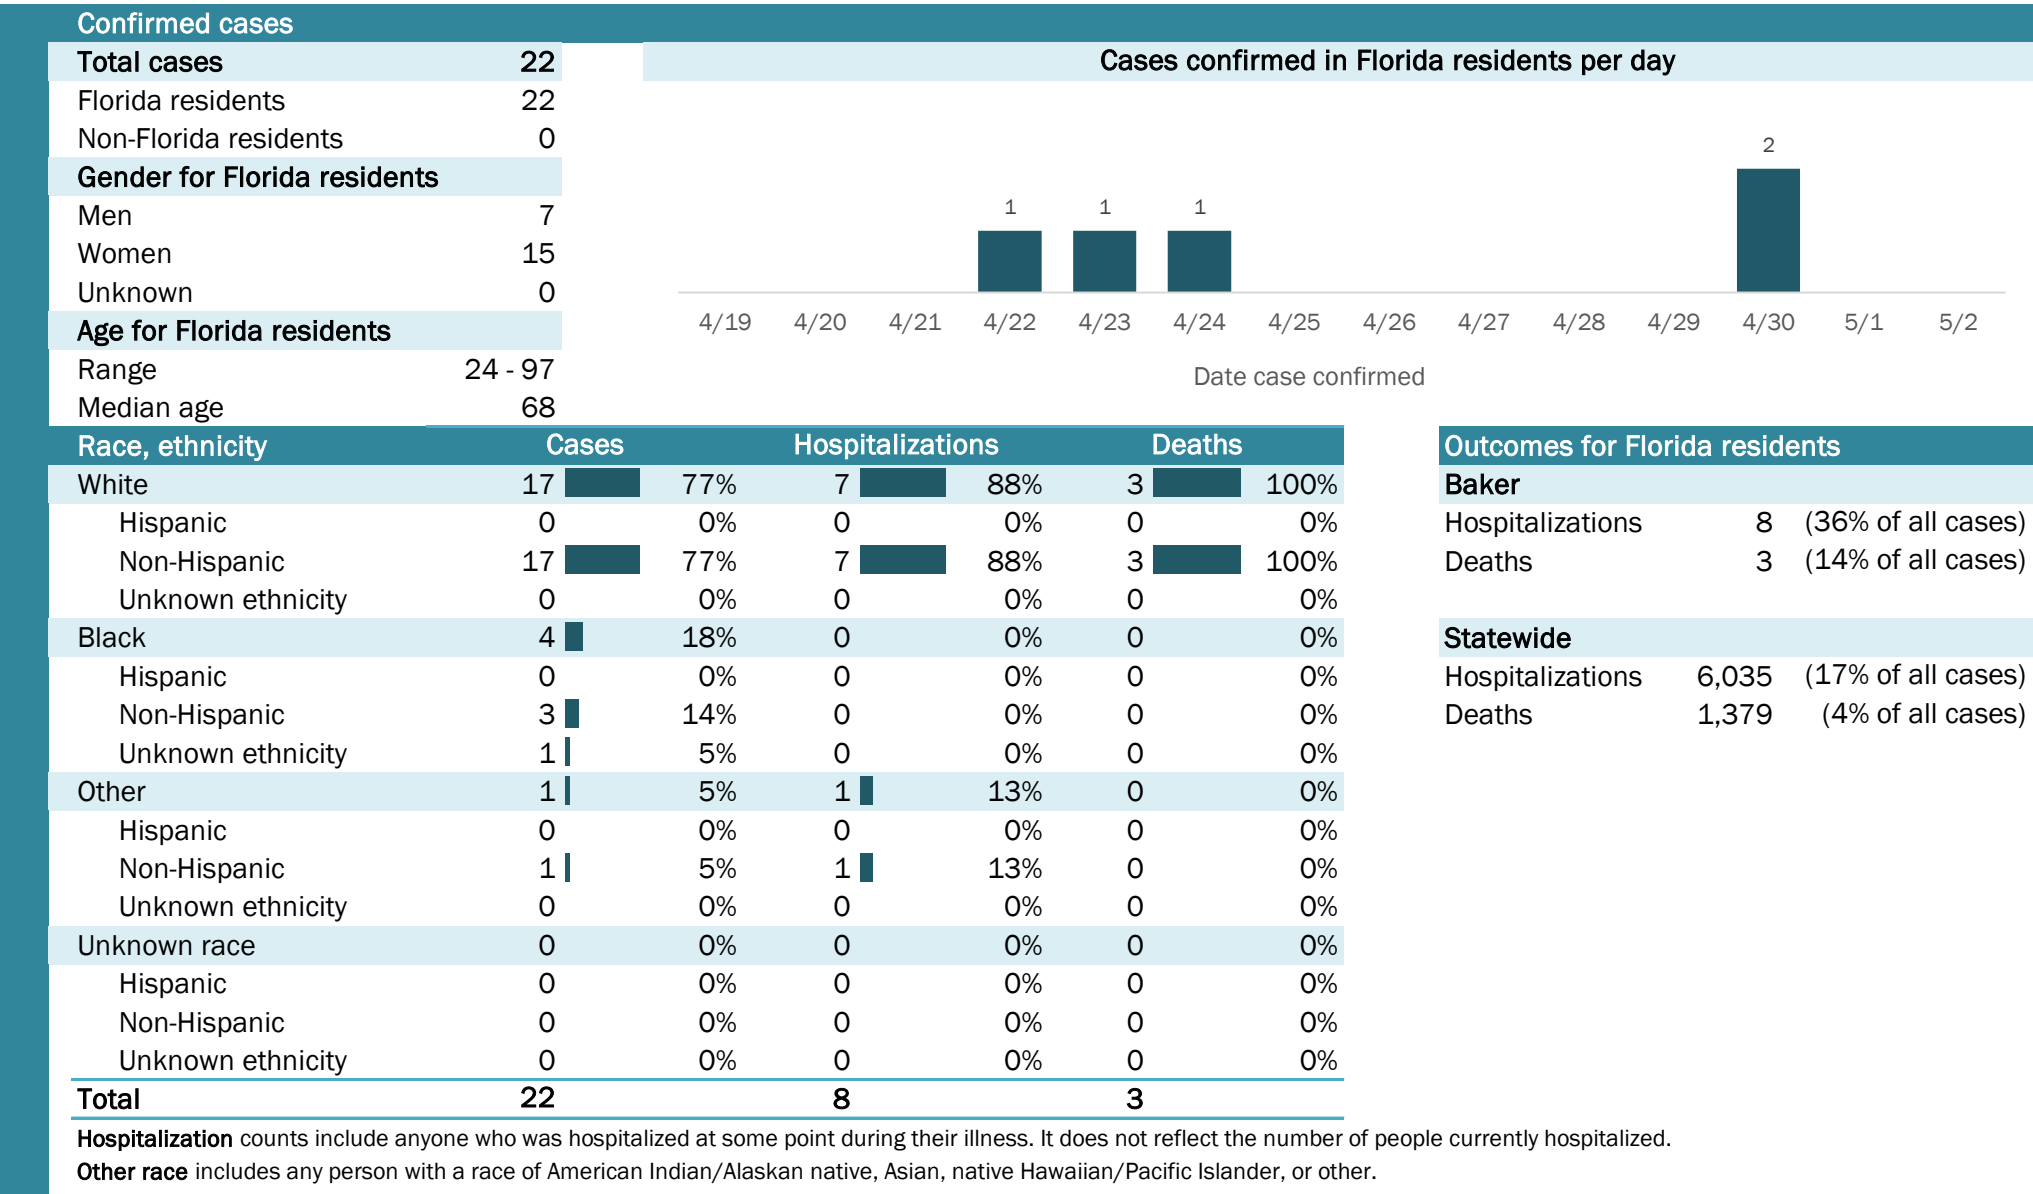 Confirmed cases
Total cases 22
Florida residents 22
Non-Florida residents 0
Gender for Florida residents
Men 7
Women 15
Unknown 0
Age for Florida residents
Range 24 - 97
Median age 68
Cases confirmed in Florida residents per day
1 1 1 2
4/19 4/20 4/21 4/22 4/23 4/24 4/25 4/26 4/27 4/28 4/29 4/30 5/1 5/2
Date case confirmed
Race, ethnicity Cases Hospitalizations Deaths
White 17 77% 7 88% 3 100%
Hispanic 0 0% 0 0% 0 0%
Non-Hispanic 17 77% 7 88% 3 100%
Unknown ethnicity 0 0% 0 0% 0 0%
Black 4 18% 0 0% 0 0%
Hispanic 0 0% 0 0% 0 0%
Non-Hispanic 3 14% 0 0% 0 0%
Unknown ethnicity 1 5% 0 0% 0 0%
Other 1 5% 1 13% 0 0%
Hispanic 0 0% 0 0% 0 0%
Non-Hispanic 1 5% 1 13% 0 0%
Unknown ethnicity 0 0% 0 0% 0 0%
Unknown race 0 0% 0 0% 0 0%
Hispanic 0 0% 0 0% 0 0%
Non-Hispanic 0 0% 0 0% 0 0%
Unknown ethnicity 0 0% 0 0% 0 0%
Total 22 8 3
Outcomes for Florida residents
Baker
Hospitalizations 8 (36% of all cases)
Deaths 3 (14% of all cases)
Statewide
Hospitalizations 6,035 (17% of all cases)
Deaths 1,379 (4% of all cases)
Hospitalization counts include anyone who was hospitalized at some point during their illness. It does not reflect the number of people currently hospitalized.
Other race includes any person with a race of American Indian/Alaskan native, Asian, native Hawaiian/Pacific Islander, or other.